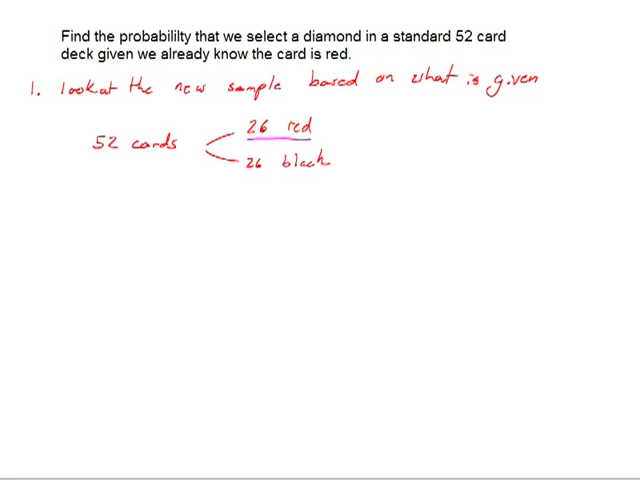 Find the probabililty that we select a diamond in a standard 52 card
deck given we already know the card is red.
1. look at the new sample based on what is given
26 red
52 cards
26 black